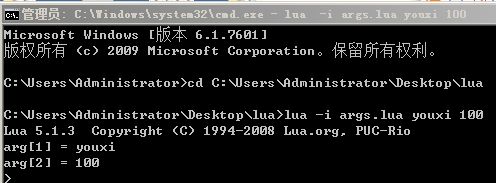 管理员: C:\Windows\system32\cmd.exe - lua  -i args.lua youxi 100
Microsoft Windows [版本 6.1.7601]
版权所有 (c) 2009 Microsoft Corporation。保留所有权利。
C:\Users\Administrator>cd C:\Users\Administrator\Desktop\lua
C:\Users\Administrator\Desktop\lua>lua -i args.lua youxi 100
Lua 5.1.3  Copyright (C) 1994-2008 Lua.org, PUC-Rio
arg[1] = youxi
arg[2] = 100
>